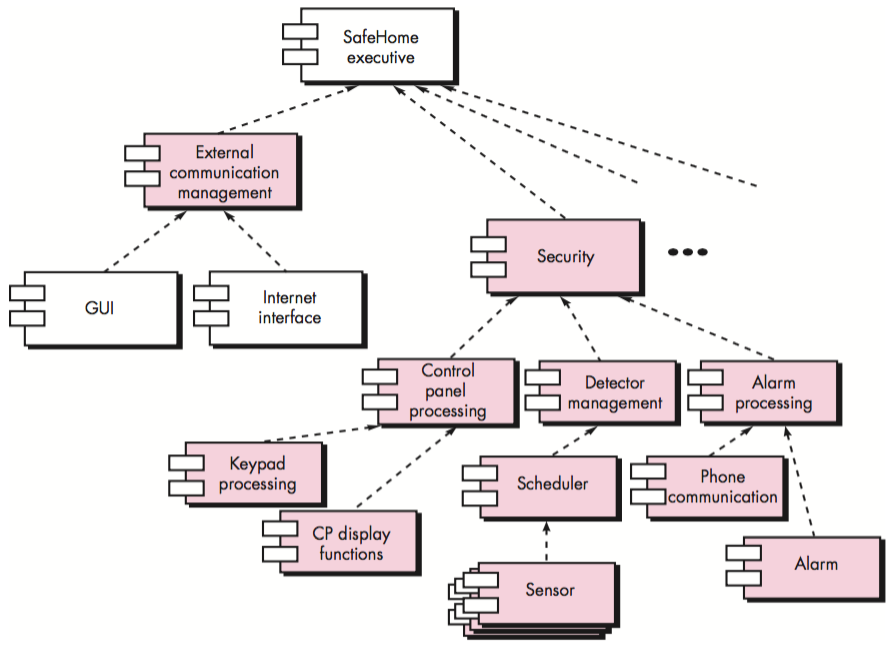 SafeHome
executive
External
communication
management
Security
GUI
Internet
interface
Control
panel
processing
Detector
management
Alarm
processing
Keypad
processing
Scheduler
Phone
communication
CP display
functions
Alarm
Sensor